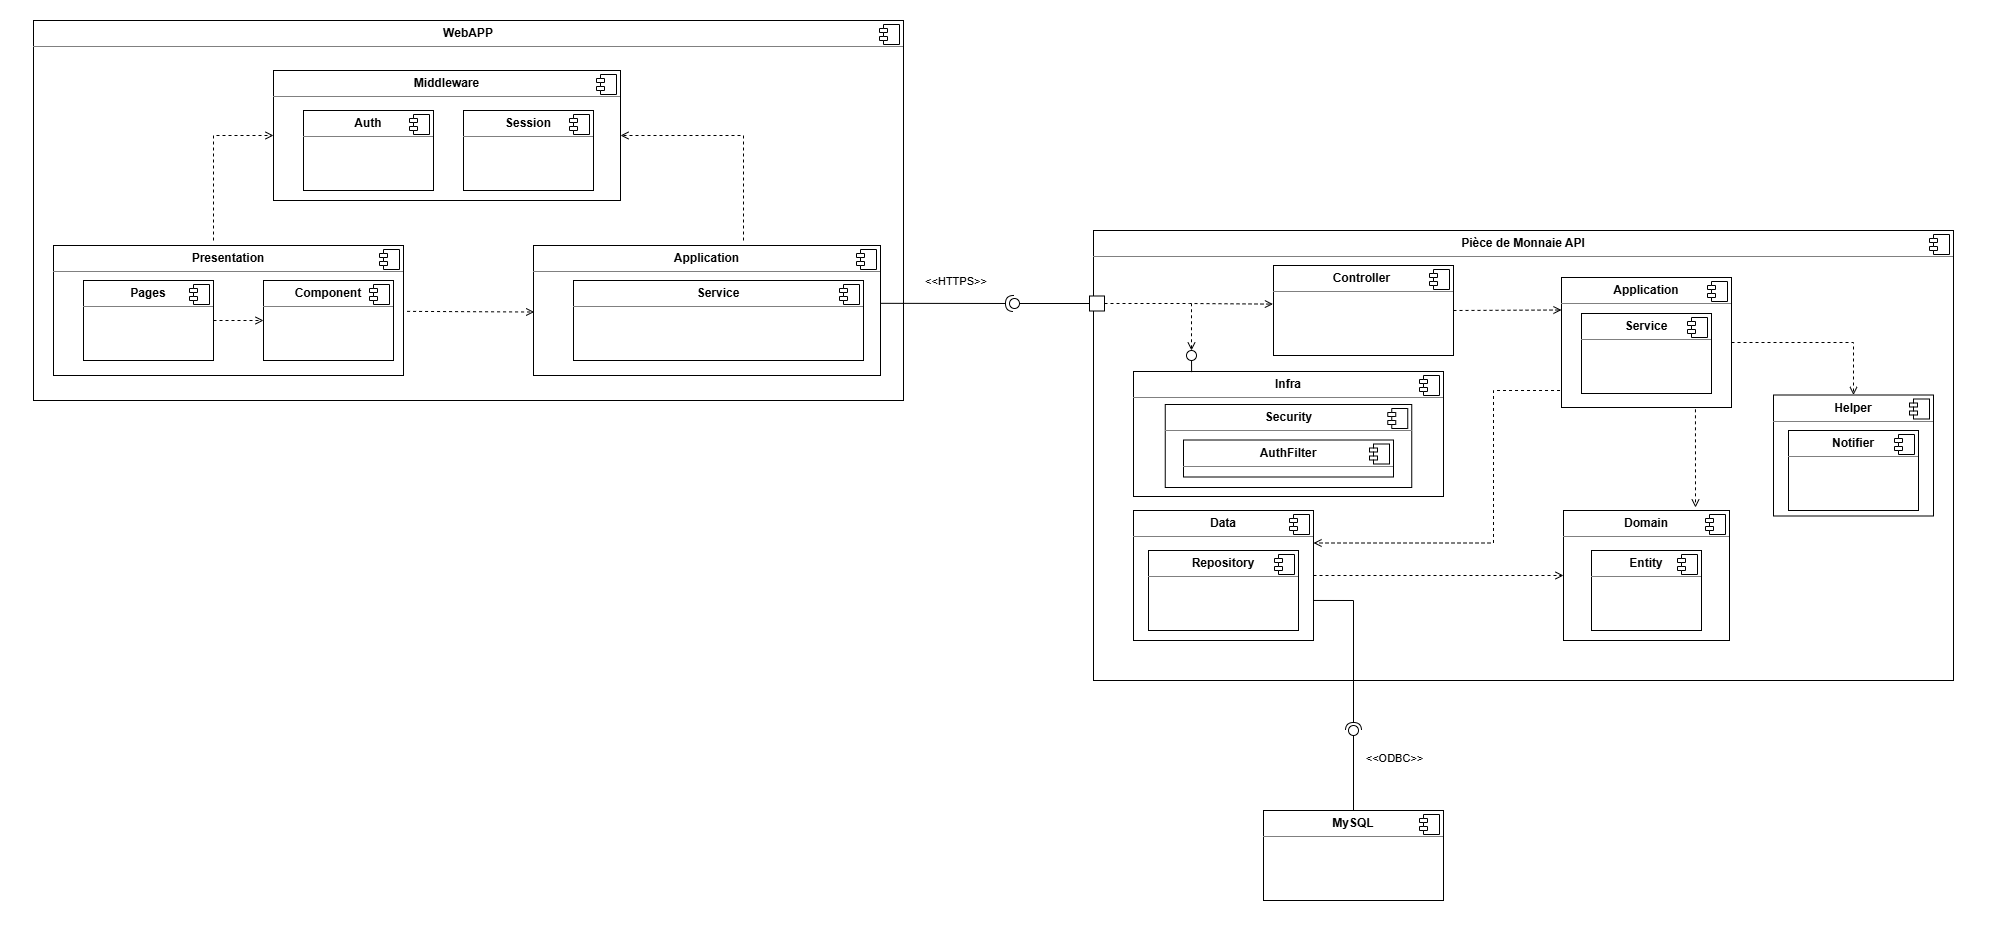 WebAPP
Middleware
Auth
Session
Presentation
Pages
Component
Application
Service
<<HTTPS>>
Pièce de Monnaie API
Controller
Application
Service
Infra
Security
AuthFilter
Helper
Notifier
Data
Repository
Domain
Entity
<<ODBC>>
MySQL